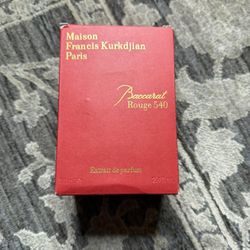 Maison
Francis Kurkdjian
Paris
Baccarat
Rouge 540
Extrait de parfum